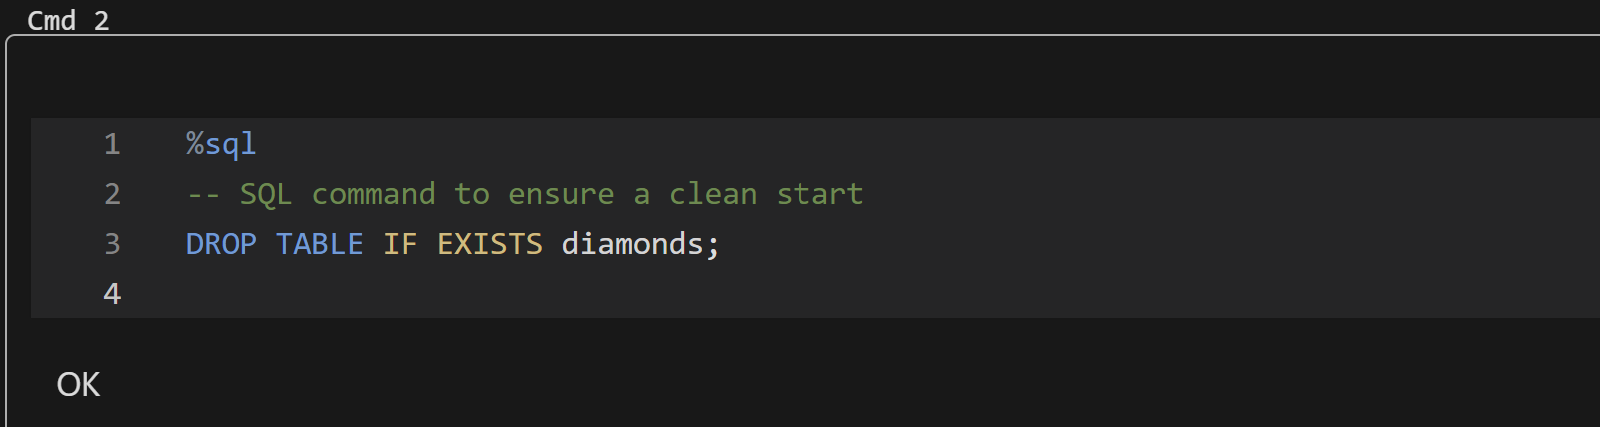 Cmd 2
1 %sql
2 -- SQL command to ensure a clean start
3 DROP TABLE IF EXISTS diamonds;
4
OK